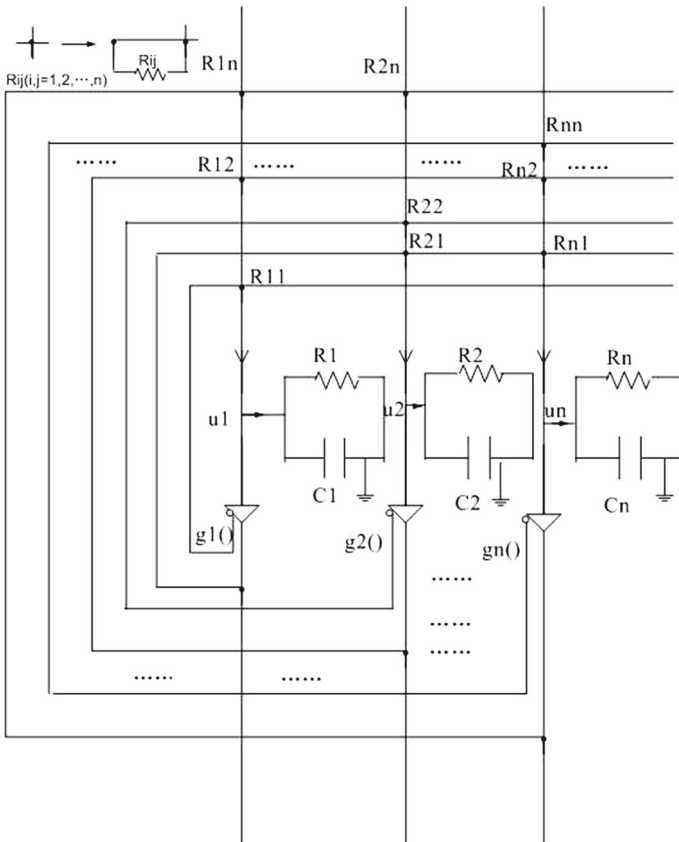 Rij
Rij(i,j=1,2,⋯,n)
R1n
R2n
Rnn
⋯⋯
R12
⋯⋯
⋯⋯
Rn2
⋯⋯
R22
R21
Rn1
R11
R1
R2
Rn
u1
u2
un
C1
C2
Cn
g1()
g2()
gn()
⋯⋯
⋯⋯
⋯⋯
⋯⋯
⋯⋯